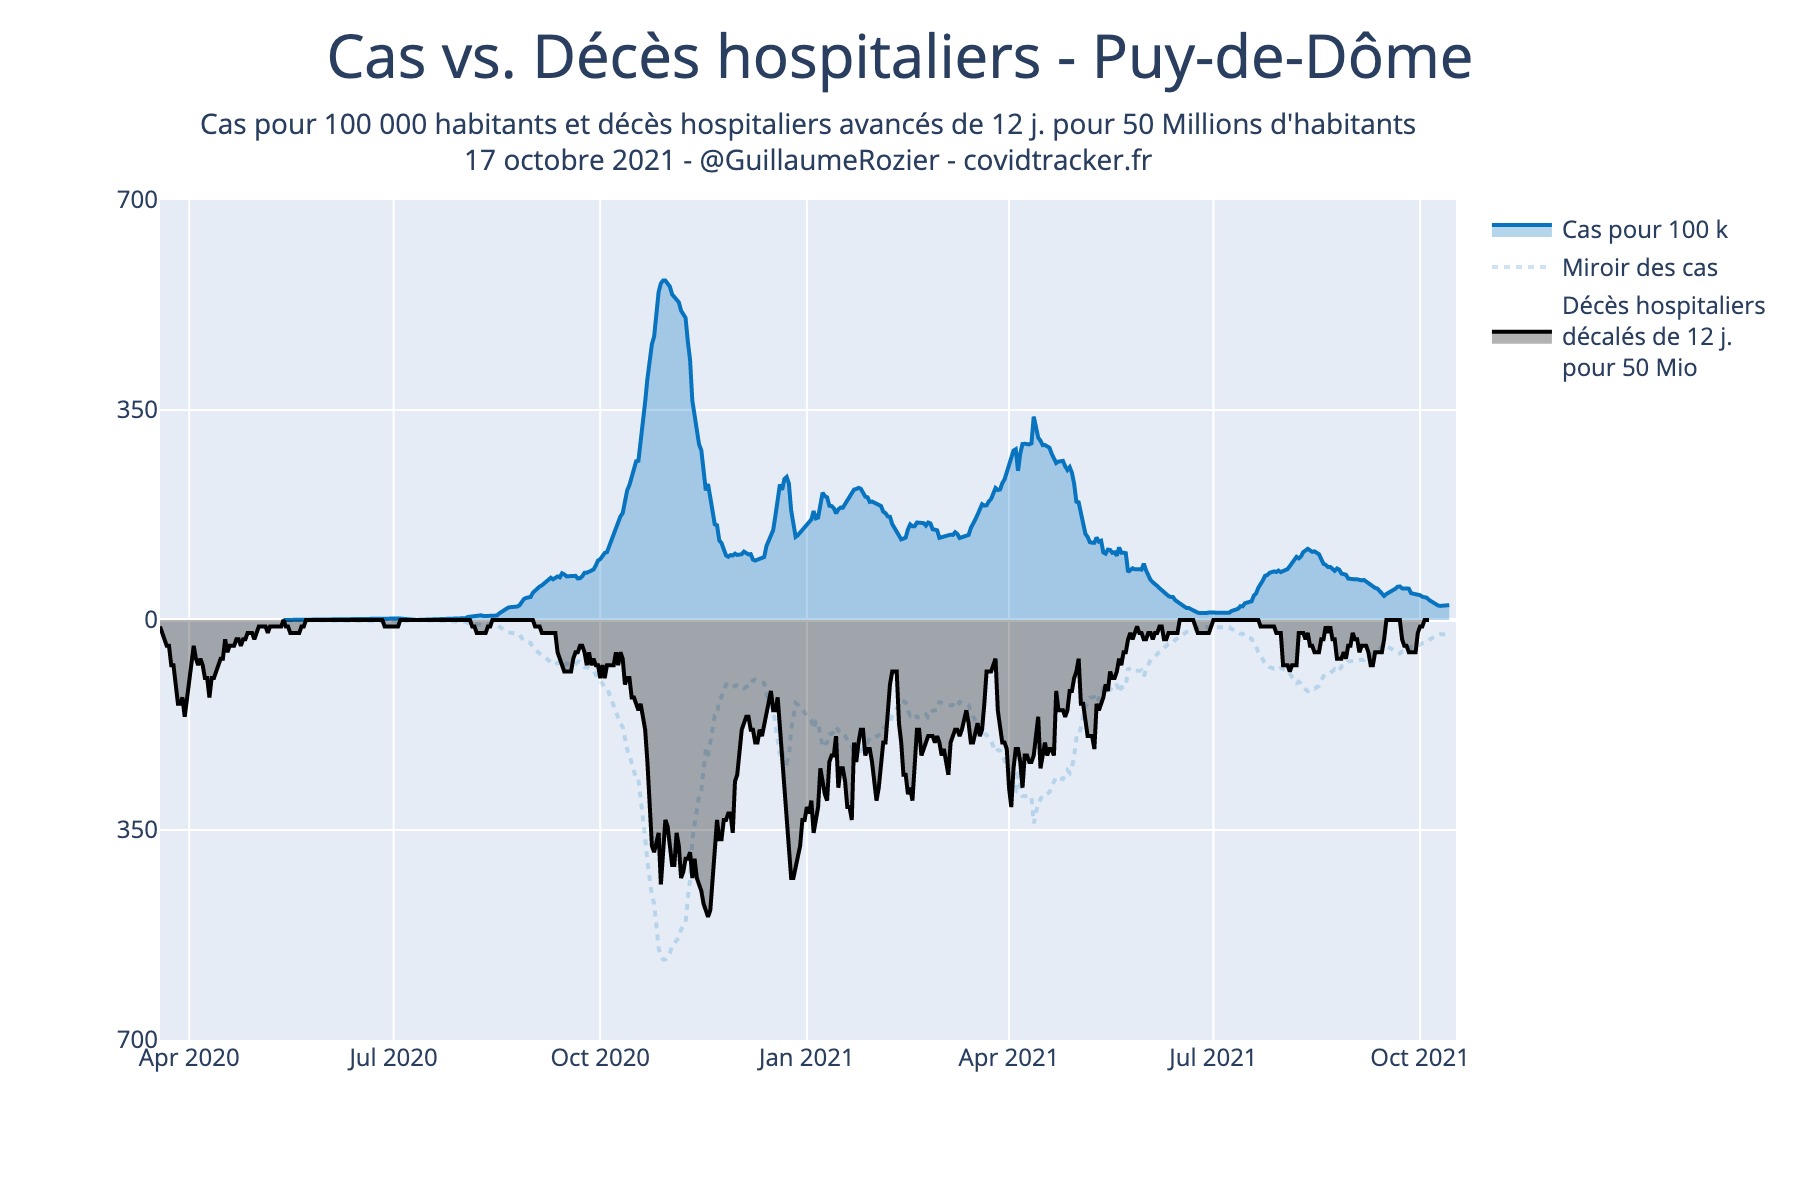 Cas vs. Décès hospitaliers - Puy-de-Dôme
Cas pour 100 000 habitants et décès hospitaliers avancés de 12 j. pour 50 Millions d'habitants
17 octobre 2021 - @GuillaumeRozier - covidtracker.fr
700
350
0
350
700
Apr 2020
Jul 2020
Oct 2020
Jan 2021
Apr 2021
Jul 2021
Oct 2021
Cas pour 100 k
Miroir des cas
Décès hospitaliers
décalés de 12 j.
pour 50 Mio